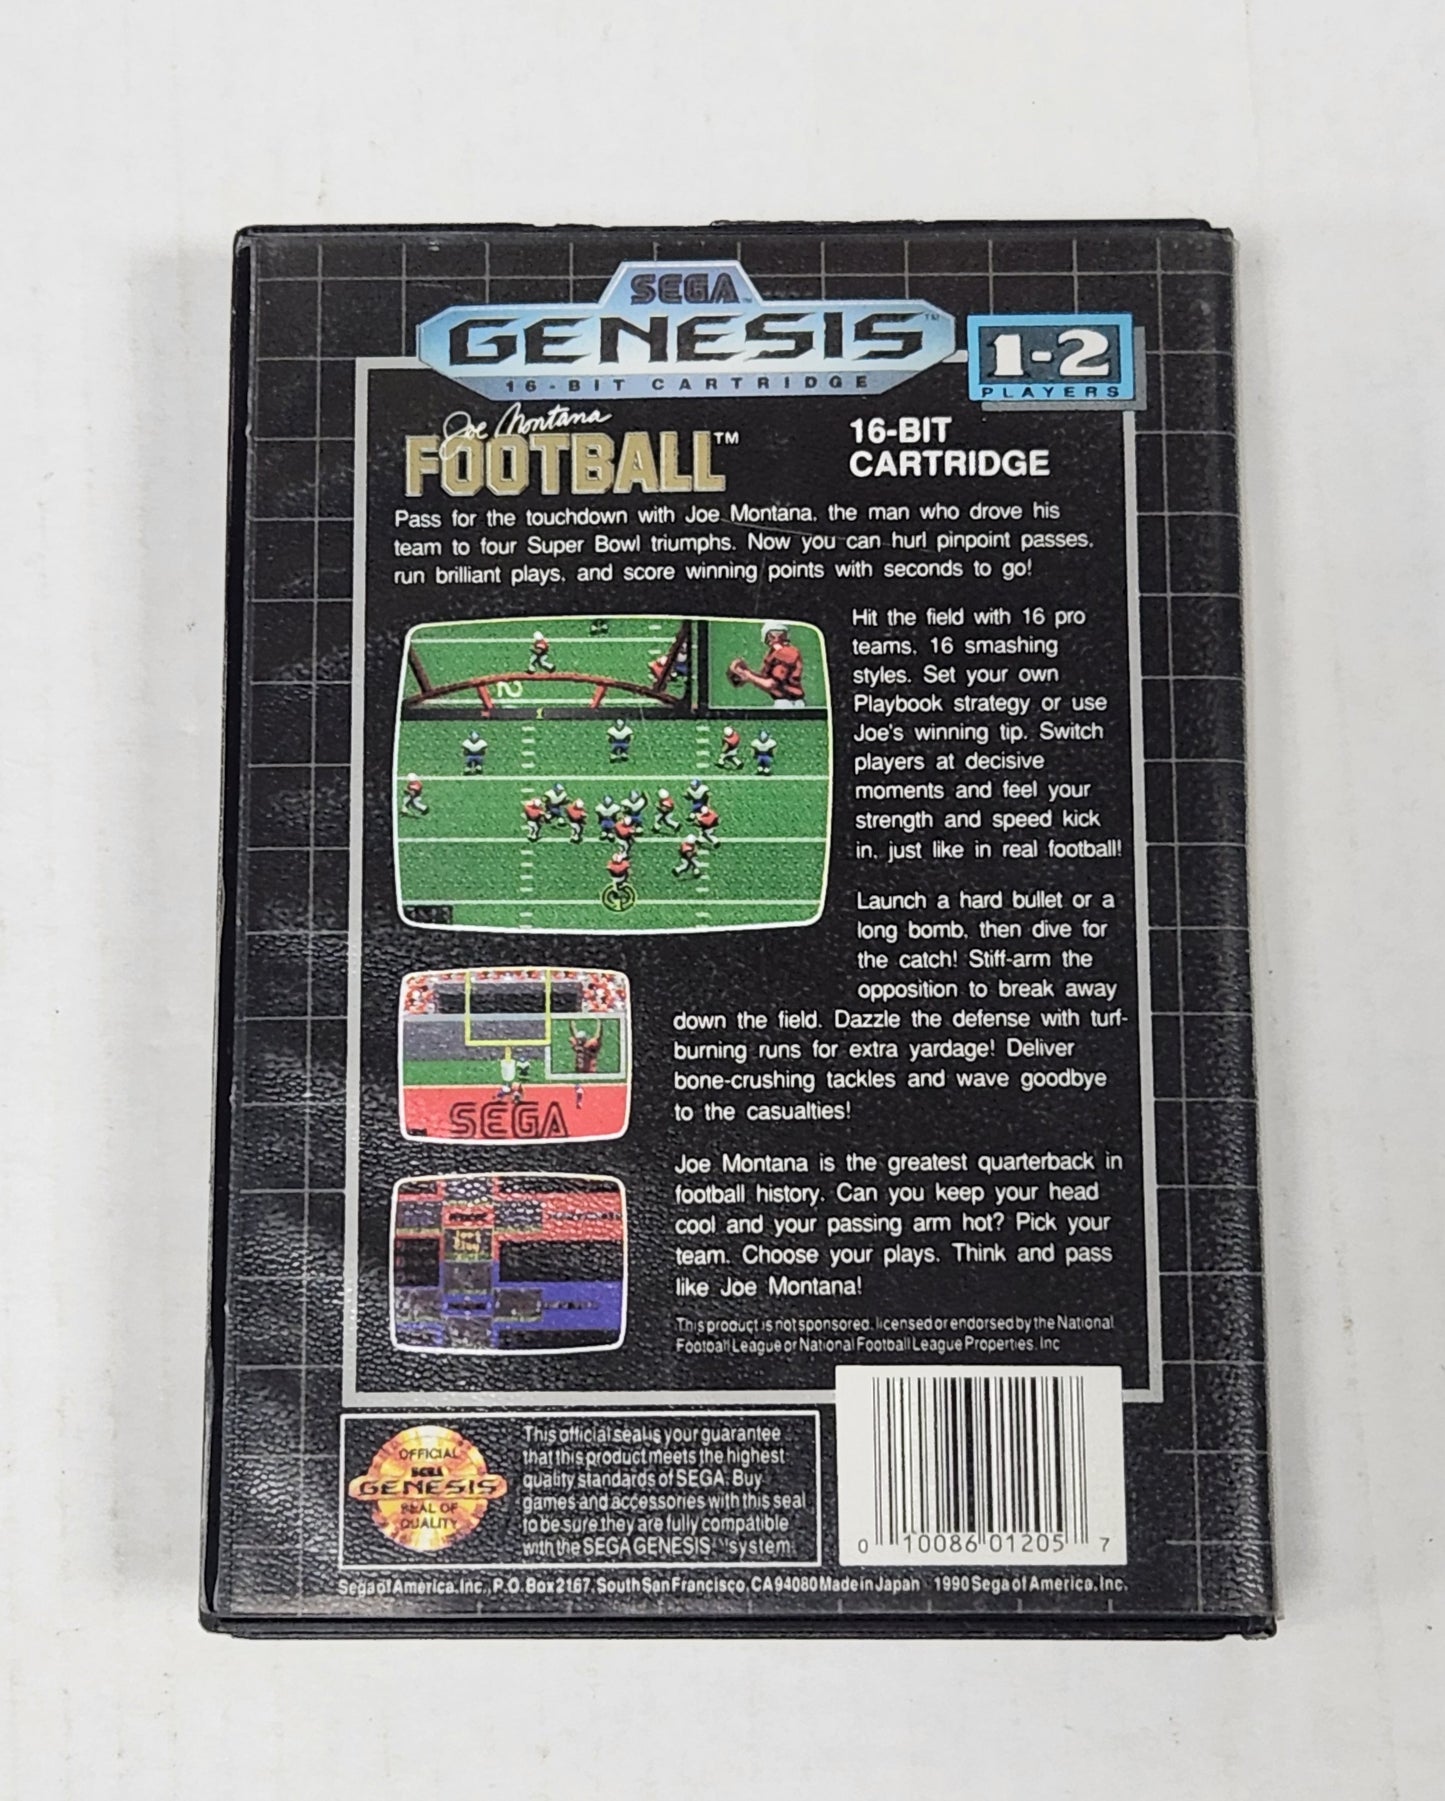 SEGA™
GENESIS™
16-BIT CARTRIDGE
1-2
PLAYERS
Joe Montana
FOOTBALL™
16-BIT
CARTRIDGE
Pass for the touchdown with Joe Montana, the man who drove his
team to four Super Bowl triumphs. Now you can hurl pinpoint passes,
run brilliant plays, and score winning points with seconds to go!
Hit the field with 16 pro
teams, 16 smashing
styles. Set your own
Playbook strategy or use
Joe's winning tip. Switch
players at decisive
moments and feel your
strength and speed kick
in, just like in real football!
Launch a hard bullet or a
long bomb, then dive for
the catch! Stiff-arm the
opposition to break away
down the field. Dazzle the defense with turf-
burning runs for extra yardage! Deliver
bone-crushing tackles and wave goodbye
to the casualties!
2
SEGA
Joe Montana is the greatest quarterback in
football history. Can you keep your head
cool and your passing arm hot? Pick your
team. Choose your plays. Think and pass
like Joe Montana!
This product is not sponsored, licensed or endorsed by the National
Football League or National Football League Properties, Inc
OFFICIAL
SEGA
GENESIS
SEAL OF
QUALITY
This official seal is your guarantee
that this product meets the highest
quality standards of SEGA. Buy
games and accessories with this seal
to be sure they are fully compatible
with the SEGA GENESIS™ system.
0 10086 01205 7
Sega of America, Inc., P.O. Box 2167, South San Francisco, CA 94080 Made in Japan 1990 Sega of America, Inc.